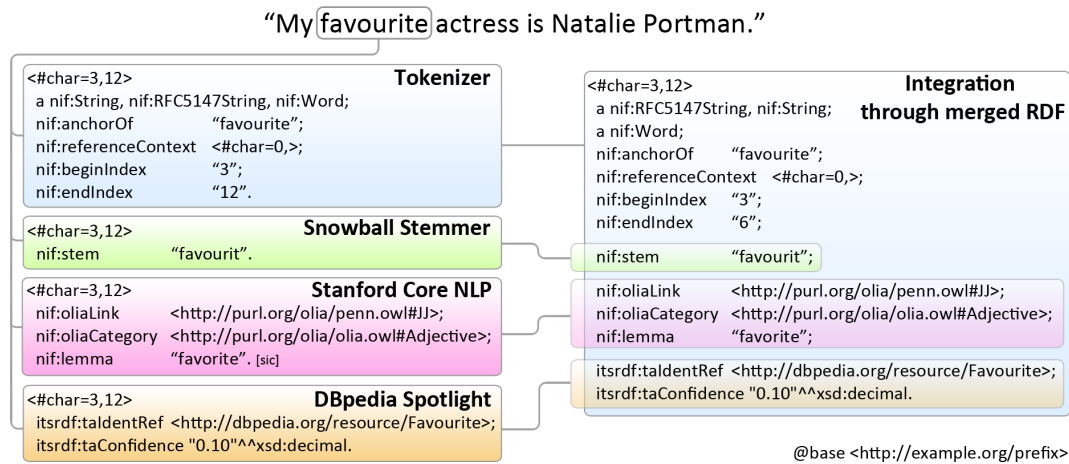 “My favourite actress is Natalie Portman.”
<#char=3,12>
Tokenizer
a nif:String, nif:RFC5147String, nif:Word;
nif:anchorOf “favourite”;
nif:referenceContext <#char=0,>;
nif:beginIndex “3”;
nif:endIndex “12”.
<#char=3,12>
Snowball Stemmer
nif:stem “favourit”.
<#char=3,12>
Stanford Core NLP
nif:oliaLink <http://purl.org/olia/penn.owl#JJ>;
nif:oliaCategory <http://purl.org/olia/olia.owl#Adjective>;
nif:lemma “favorite”. [sic]
<#char=3,12>
DBpedia Spotlight
itsrdf:taIdentRef <http://dbpedia.org/resource/Favourite>;
itsrdf:taConfidence "0.10"^^xsd:decimal.
<#char=3,12>
Integration
through merged RDF
a nif:RFC5147String, nif:String;
a nif:Word;
nif:anchorOf “favourite”;
nif:referenceContext <#char=0,>;
nif:beginIndex “3”;
nif:endIndex “6”;
nif:stem “favourit”;
nif:oliaLink <http://purl.org/olia/penn.owl#JJ>;
nif:oliaCategory <http://purl.org/olia/olia.owl#Adjective>;
nif:lemma “favorite”;
itsrdf:taIdentRef <http://dbpedia.org/resource/Favourite>;
itsrdf:taConfidence "0.10"^^xsd:decimal.
@base <http://example.org/prefix>